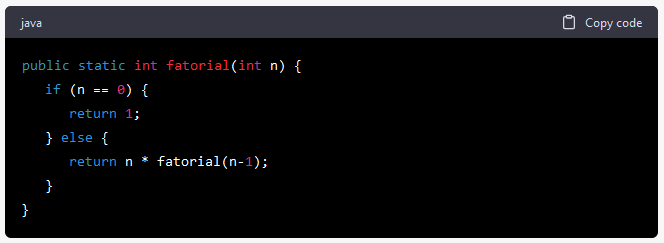 java
Copy code
public static int fatorial(int n) {
if (n == 0) {
return 1;
} else {
return n * fatorial(n-1);
}
}